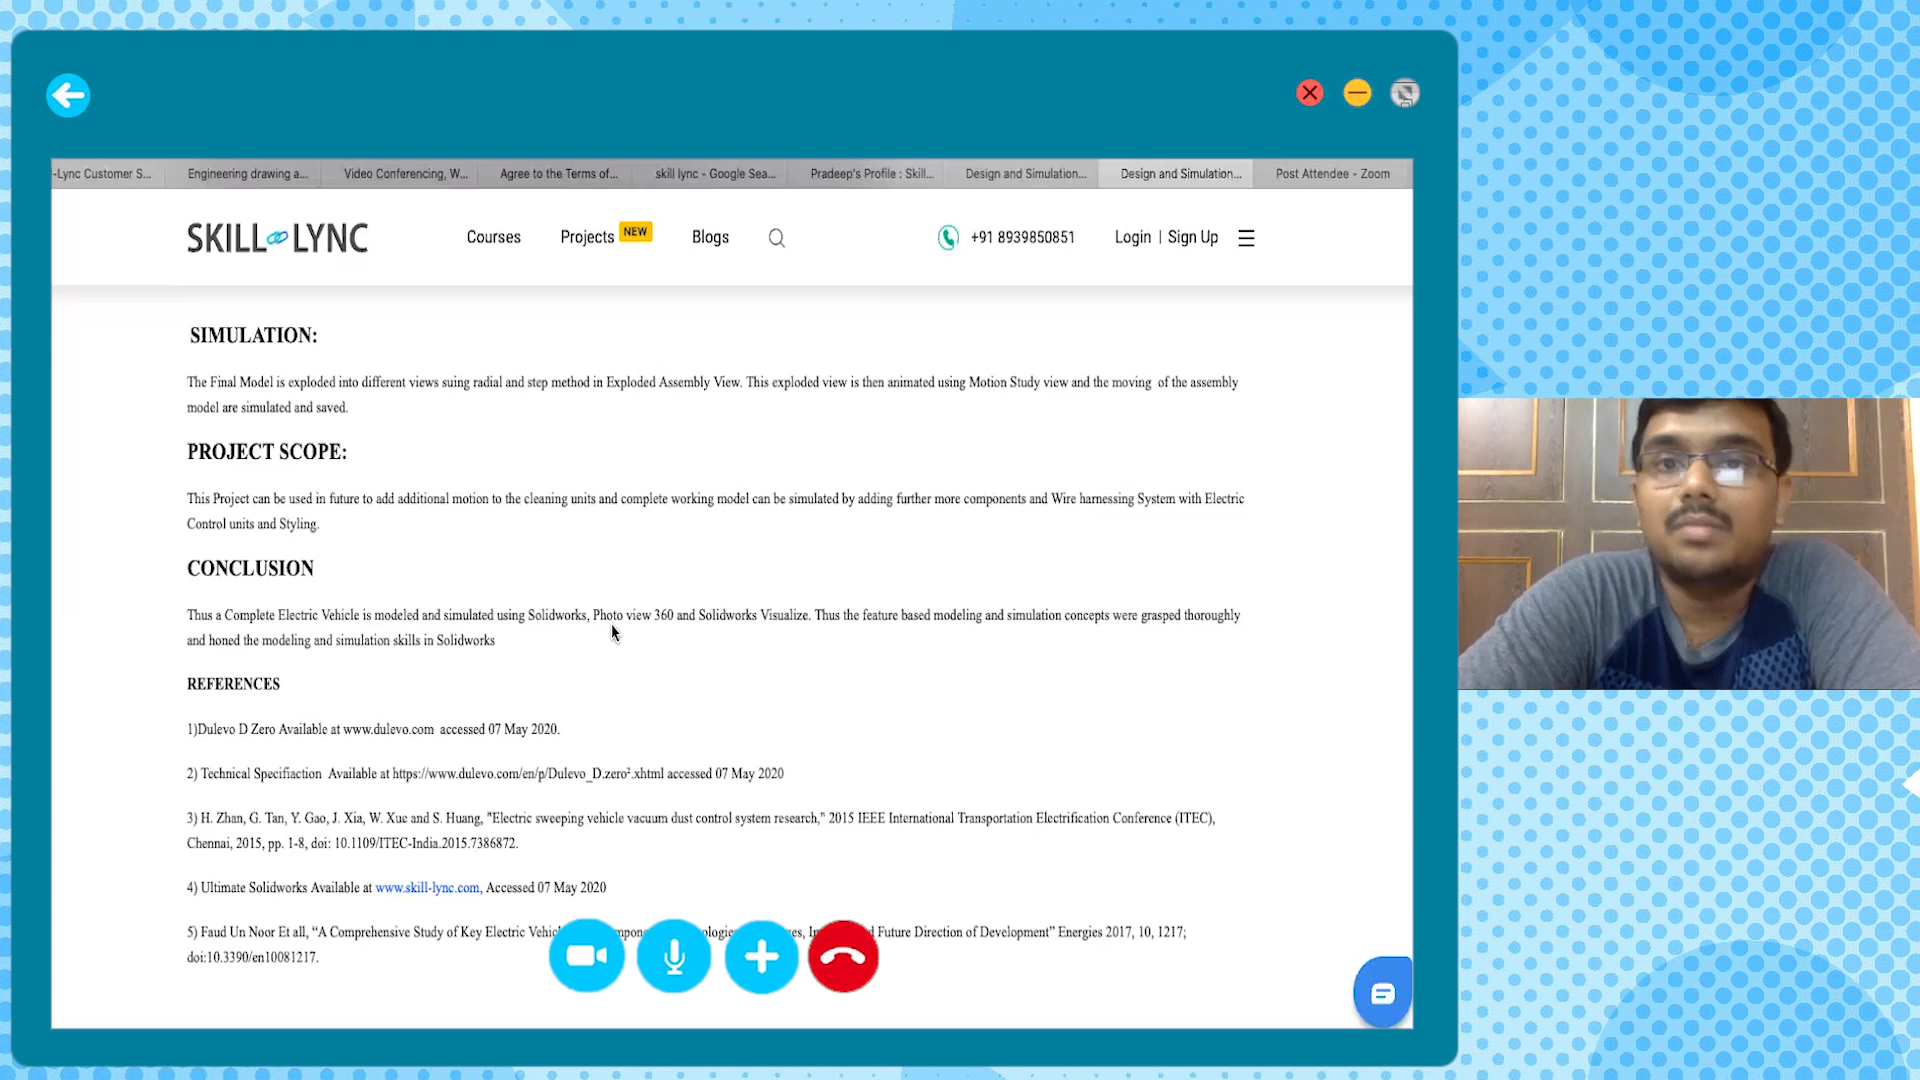 -Lync Customer S...
Engineering drawing a...
Video Conferencing, W...
Agree to the Terms of...
skill lync - Google Sea...
Pradeep's Profile : Skill...
Design and Simulation...
Design and Simulation...
Post Attendee - Zoom
SKILL LYNC
Courses
Projects NEW
Blogs
+91 8939850851
Login | Sign Up
SIMULATION:
The Final Model is exploded into different views suing radial and step method in Exploded Assembly View. This exploded view is then animated using Motion Study view and the moving of the assembly
model are simulated and saved.
PROJECT SCOPE:
This Project can be used in future to add additional motion to the cleaning units and complete working model can be simulated by adding further more components and Wire harnessing System with Electric
Control units and Styling.
CONCLUSION
Thus a Complete Electric Vehicle is modeled and simulated using Solidworks, Photo view 360 and Solidworks Visualize. Thus the feature based modeling and simulation concepts were grasped thoroughly
and honed the modeling and simulation skills in Solidworks
REFERENCES
1)Dulevo D Zero Available at www.dulevo.com accessed 07 May 2020.
2) Technical Specifiaction Available at https://www.dulevo.com/en/p/Dulevo_D.zero².xhtml accessed 07 May 2020
3) H. Zhan, G. Tan, Y. Gao, J. Xia, W. Xue and S. Huang, "Electric sweeping vehicle vacuum dust control system research," 2015 IEEE International Transportation Electrification Conference (ITEC),
Chennai, 2015, pp. 1-8, doi: 10.1109/ITEC-India.2015.7386872.
4) Ultimate Solidworks Available at www.skill-lync.com, Accessed 07 May 2020
5) Faud Un Noor Et all, “A Comprehensive Study of Key Electric Future Direction of Development” Energies 2017, 10, 1217;
doi:10.3390/en10081217.